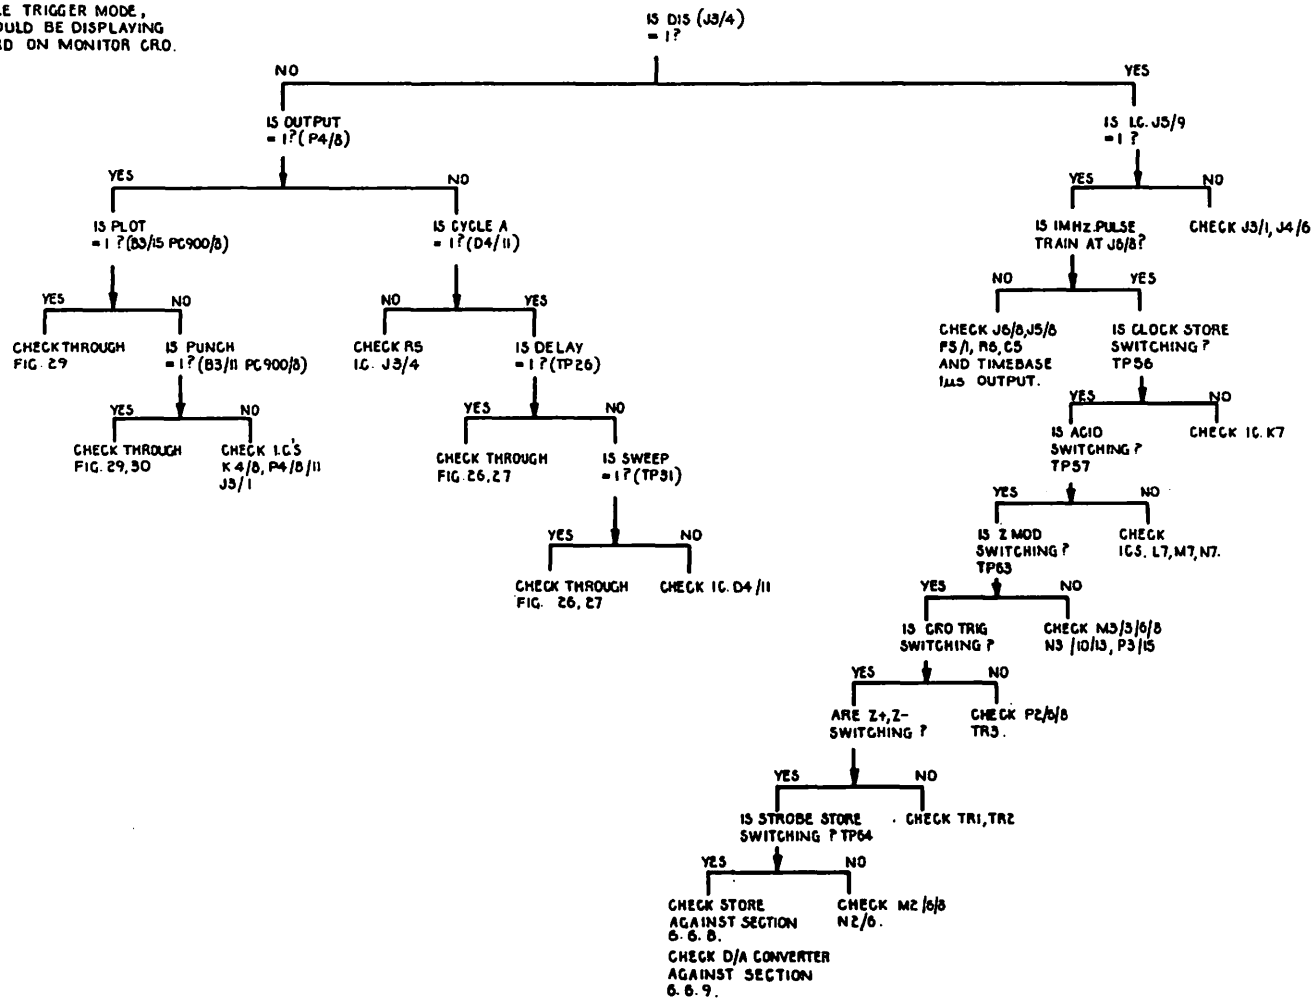 LE TRIGGER MODE,
OULD BE DISPLAYING
RD ON MONITOR CRO.
IS DIS (J3/4)
= 1?
NO
YES
IS OUTPUT
= 1? (P4/8)
IS I.C. J5/9
= 1 ?
YES
NO
YES
NO
IS PLOT
= 1 ? (B3/15 PC900/8)
IS CYCLE A
= 1? (D4/11)
IS 1MHz. PULSE
TRAIN AT J6/8?
CHECK J3/1, J4/6
YES
NO
NO
YES
NO
YES
CHECK THROUGH
FIG. 29
IS PUNCH
= 1? (B3/11 PC900/8)
CHECK R5
I.C. J3/4
IS DELAY
= 1? (TP26)
CHECK J6/8, J5/8
F5/1, R6, C5
AND TIMEBASE
1µs OUTPUT.
IS CLOCK STORE
SWITCHING ?
TP56
YES
NO
YES
NO
YES
NO
CHECK THROUGH
FIG. 29, 30
CHECK I.C'S
K4/8, P4/8/11
J3/1
CHECK THROUGH
FIG. 26, 27
IS SWEEP
= 1? (TP31)
IS ACIO
SWITCHING ?
TP57
CHECK IC. K7
YES
NO
YES
NO
CHECK THROUGH
FIG. 26, 27
CHECK IC. D4/11
IS Z MOD
SWITCHING ?
TP63
CHECK
ICS. L7, M7, N7.
YES
NO
IS CRO TRIG
SWITCHING ?
CHECK M3/3/6/8
N3 /10/13, P3/15
YES
NO
ARE Z+, Z-
SWITCHING ?
CHECK P2/6/8
TR3.
YES
NO
IS STROBE STORE
SWITCHING ? TP64
CHECK TR1, TR2
YES
NO
CHECK STORE
AGAINST SECTION
6. 6. 8.
CHECK M2/6/8
N2/6.
CHECK D/A CONVERTER
AGAINST SECTION
6. 6. 9.